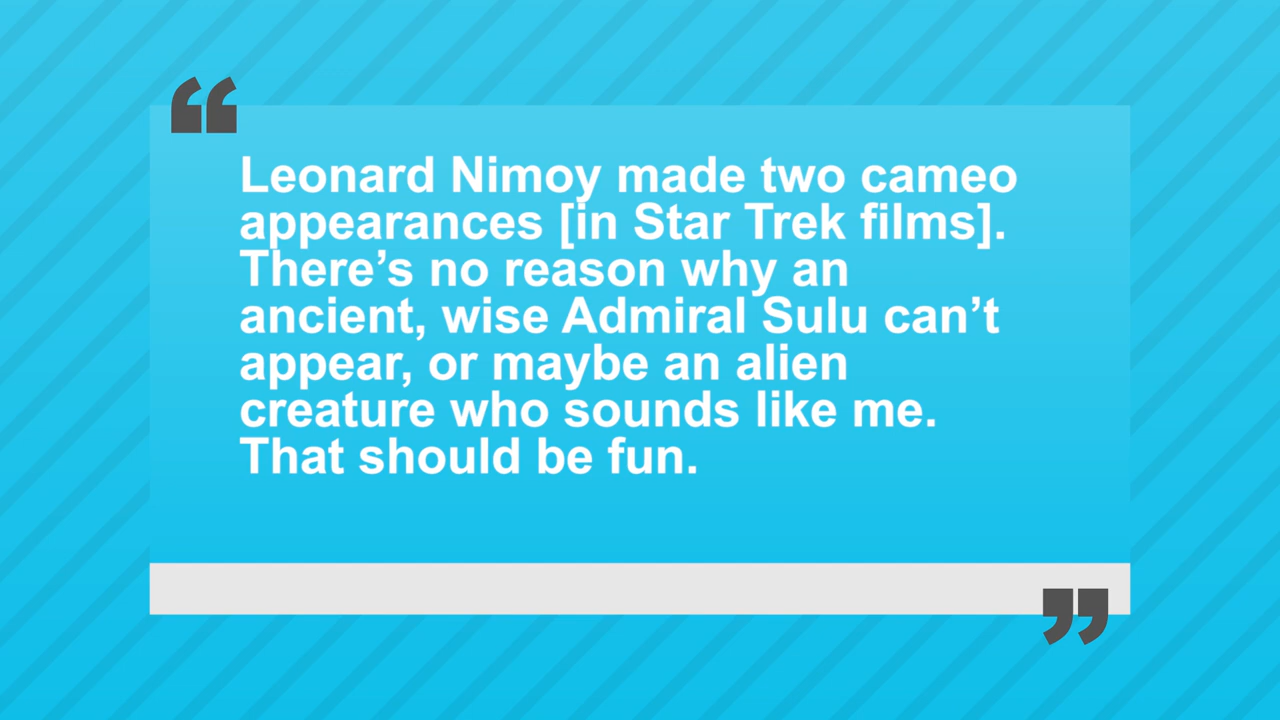 “
Leonard Nimoy made two cameo
appearances [in Star Trek films].
There’s no reason why an
ancient, wise Admiral Sulu can’t
appear, or maybe an alien
creature who sounds like me.
That should be fun.
”